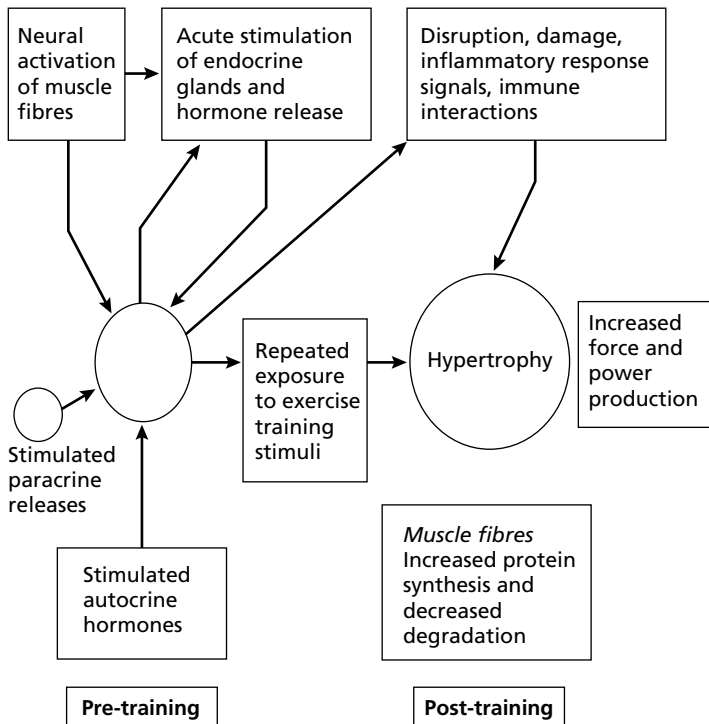 Neural
activation
of muscle
fibres
Acute stimulation
of endocrine
glands and
hormone release
Disruption, damage,
inflammatory response
signals, immune
interactions
Repeated
exposure
to exercise
training
stimuli
Hypertrophy
Increased
force and
power
production
Stimulated
paracrine
releases
Stimulated
autocrine
hormones
Muscle fibres
Increased protein
synthesis and
decreased
degradation
Pre-training
Post-training